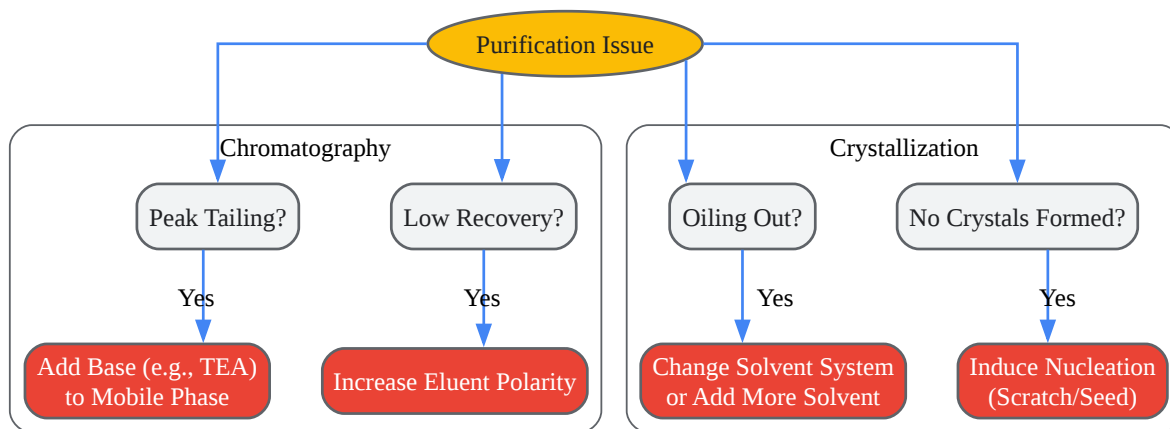 Purification Issue
Chromatography
Crystallization
Peak Tailing?
Low Recovery?
Oiling Out?
No Crystals Formed?
Yes
Yes
Yes
Yes
Add Base (e.g., TEA)
to Mobile Phase
Increase Eluent Polarity
Change Solvent System
or Add More Solvent
Induce Nucleation
(Scratch/Seed)